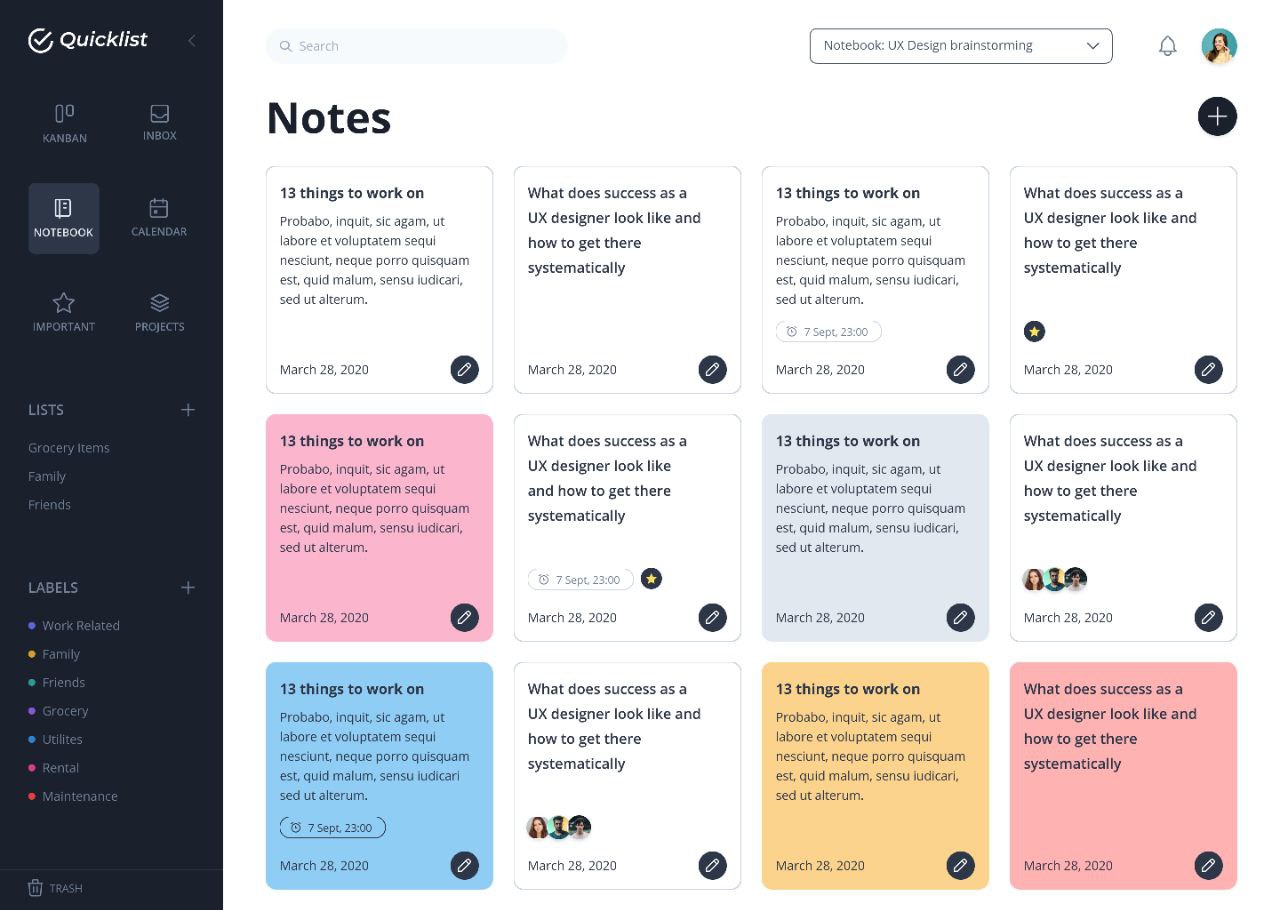 Quicklist
KANBAN
INBOX
NOTEBOOK
CALENDAR
IMPORTANT
PROJECTS
LISTS
Grocery Items
Family
Friends
LABELS
Work Related
Family
Friends
Grocery
Utilites
Rental
Maintenance
TRASH
Search
Notebook: UX Design brainstorming
Notes
13 things to work on
Probabo, inquit, sic agam, ut
labore et voluptatem sequi
nesciunt, neque porro quisquam
est, quid malum, sensu iudicari,
sed ut alterum.
March 28, 2020
What does success as a
UX designer look like and
how to get there
systematically
March 28, 2020
13 things to work on
Probabo, inquit, sic agam, ut
labore et voluptatem sequi
nesciunt, neque porro quisquam
est, quid malum, sensu iudicari,
sed ut alterum.
7 Sept, 23:00
March 28, 2020
What does success as a
UX designer look like and
how to get there
systematically
March 28, 2020
13 things to work on
Probabo, inquit, sic agam, ut
labore et voluptatem sequi
nesciunt, neque porro quisquam
est, quid malum, sensu iudicari,
sed ut alterum.
March 28, 2020
What does success as a
UX designer look like
and how to get there
systematically
7 Sept, 23:00
March 28, 2020
13 things to work on
Probabo, inquit, sic agam, ut
labore et voluptatem sequi
nesciunt, neque porro quisquam
est, quid malum, sensu iudicari,
sed ut alterum.
March 28, 2020
What does success as a
UX designer look like and
how to get there
systematically
March 28, 2020
13 things to work on
Probabo, inquit, sic agam, ut
labore et voluptatem sequi
nesciunt, neque porro quisquam
est, quid malum, sensu iudicari
sed ut alterum.
7 Sept, 23:00
March 28, 2020
What does success as a
UX designer look like and
how to get there
systematically
March 28, 2020
13 things to work on
Probabo, inquit, sic agam, ut
labore et voluptatem sequi
nesciunt, neque porro quisquam
est, quid malum, sensu iudicari,
sed ut alterum.
March 28, 2020
What does success as a
UX designer look like and
how to get there
systematically
March 28, 2020